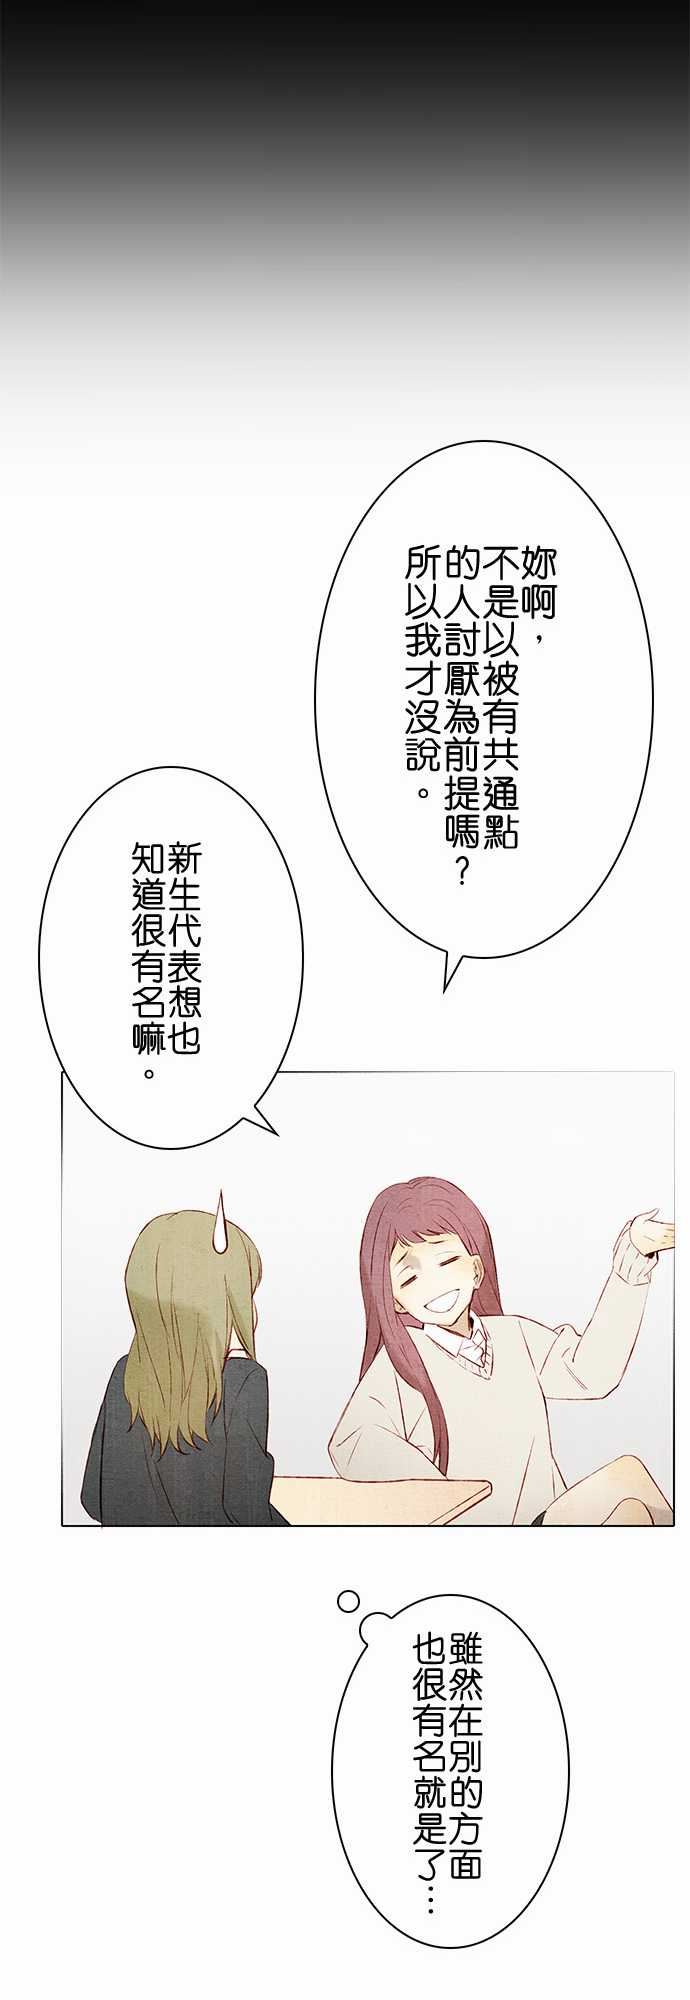 妳啊，
不是以被有共通點
的人討厭為前提嗎？
所以我才沒說。
新生代表想也
知道很有名嘛。
雖然在別的方面
也很有名就是了…